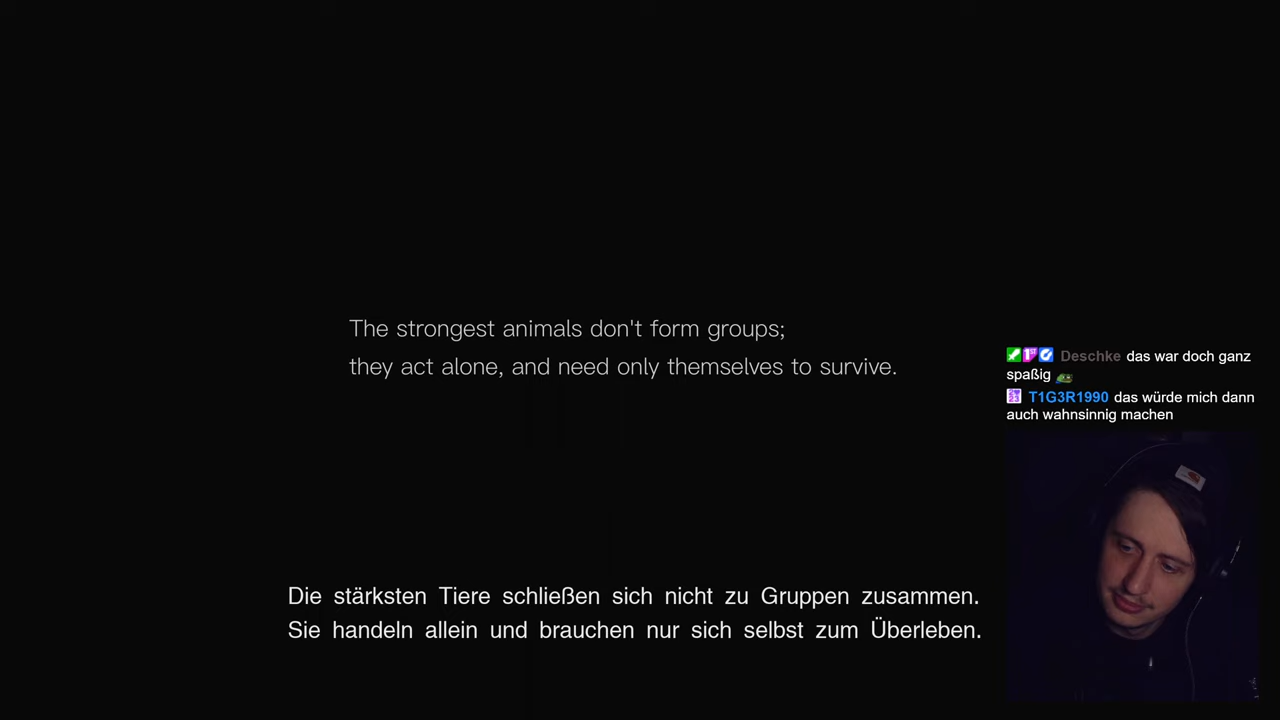 The strongest animals don't form groups;
they act alone, and need only themselves to survive.
Deschke das war doch ganz
spaßig
T1G3R1990 das würde mich dann
auch wahnsinnig machen
Die stärksten Tiere schließen sich nicht zu Gruppen zusammen.
Sie handeln allein und brauchen nur sich selbst zum Überleben.